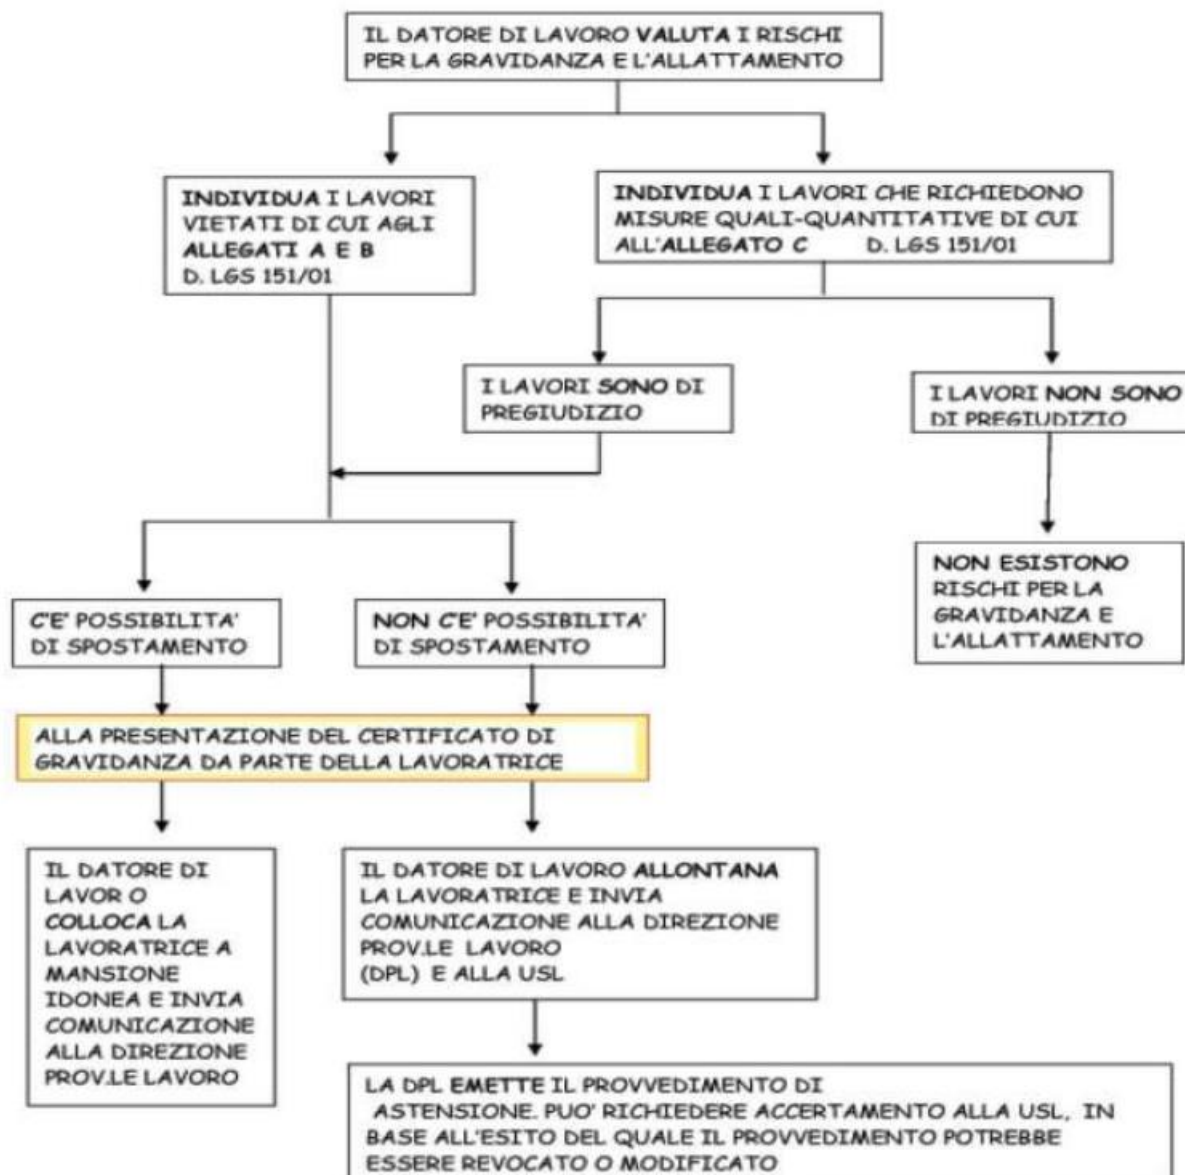 IL DATORE DI LAVORO VALUTA I RISCHI
PER LA GRAVIDANZA E L'ALLATTAMENTO
INDIVIDUA I LAVORI
VIETATI DI CUI AGLI
ALLEGATI A E B
D. LGS 151/01
INDIVIDUA I LAVORI CHE RICHIEDONO
MISURE QUALI-QUANTITATIVE DI CUI
ALL'ALLEGATO C D. LGS 151/01
I LAVORI SONO DI
PREGIUDIZIO
I LAVORI NON SONO
DI PREGIUDIZIO
NON ESISTONO
RISCHI PER LA
GRAVIDANZA E
L'ALLATTAMENTO
C'E' POSSIBILITA'
DI SPOSTAMENTO
NON C'E' POSSIBILITA'
DI SPOSTAMENTO
ALLA PRESENTAZIONE DEL CERTIFICATO DI
GRAVIDANZA DA PARTE DELLA LAVORATRICE
IL DATORE DI
LAVOR O
COLLOCA LA
LAVORATRICE A
MANSIONE
IDONEA E INVIA
COMUNICAZIONE
ALLA DIREZIONE
PROV.LE LAVORO
IL DATORE DI LAVORO ALLONTANA
LA LAVORATRICE E INVIA
COMUNICAZIONE ALLA DIREZIONE
PROV.LE LAVORO
(DPL) E ALLA USL
LA DPL EMETTE IL PROVVEDIMENTO DI
ASTENSIONE. PUO' RICHIEDERE ACCERTAMENTO ALLA USL, IN
BASE ALL'ESITO DEL QUALE IL PROVVEDIMENTO POTREBBE
ESSERE REVOCATO O MODIFICATO